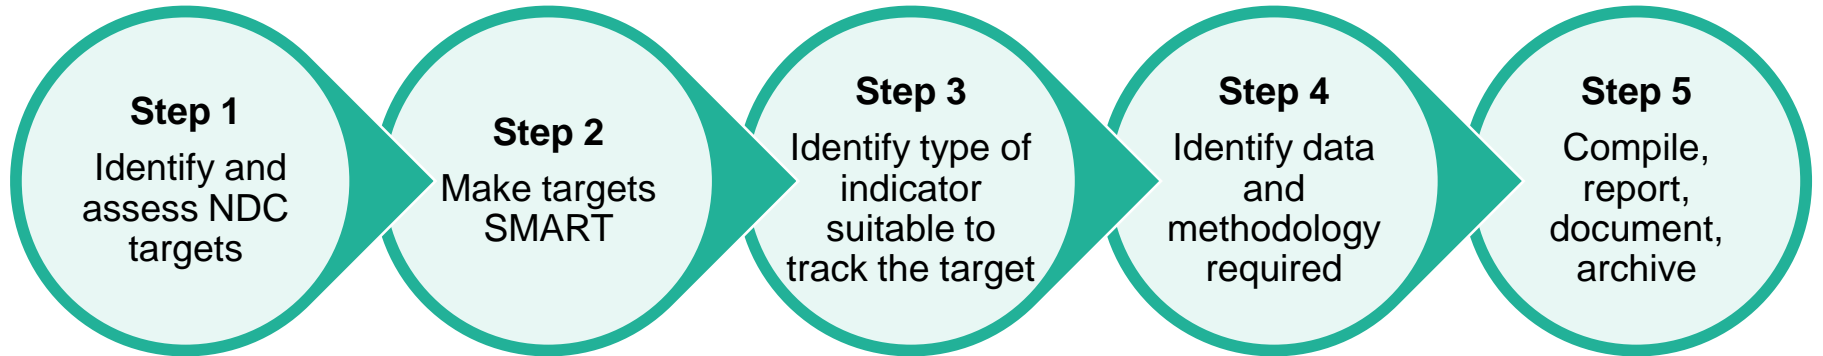 Step 1
Identify and
assess NDC
targets
Step 2
Make targets
SMART
Step 3
Identify type of
indicator
suitable to
track the target
Step 4
Identify data
and
methodology
required
Step 5
Compile,
report,
document,
archive